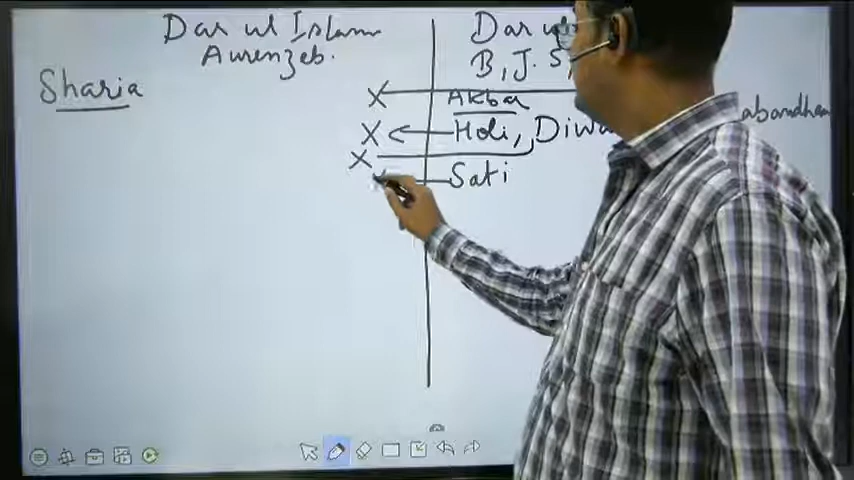 Dar ul Islam
Aurenzeb.
Sharia
Dar
B, J. S,
Akba
Holi, Diwa
abandhan
Sati